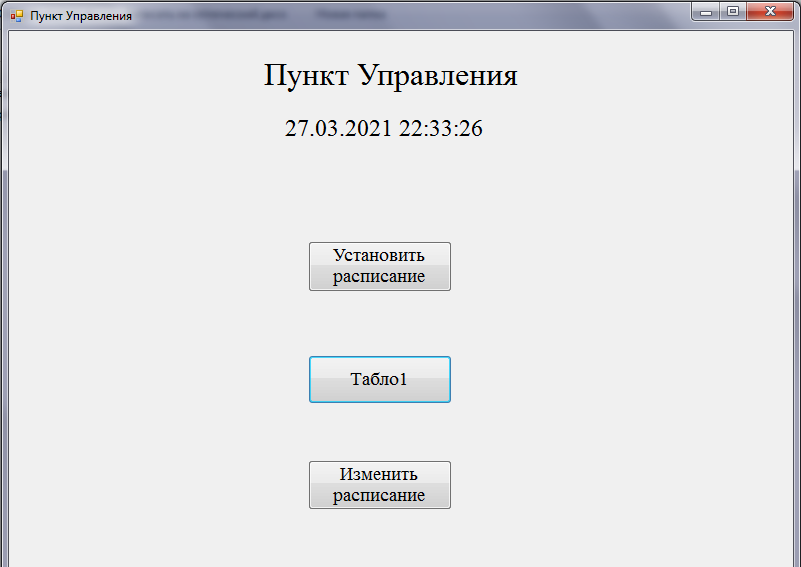 Пункт Управления
Пункт Управления
27.03.2021 22:33:26
Установить
расписание
Табло1
Изменить
расписание